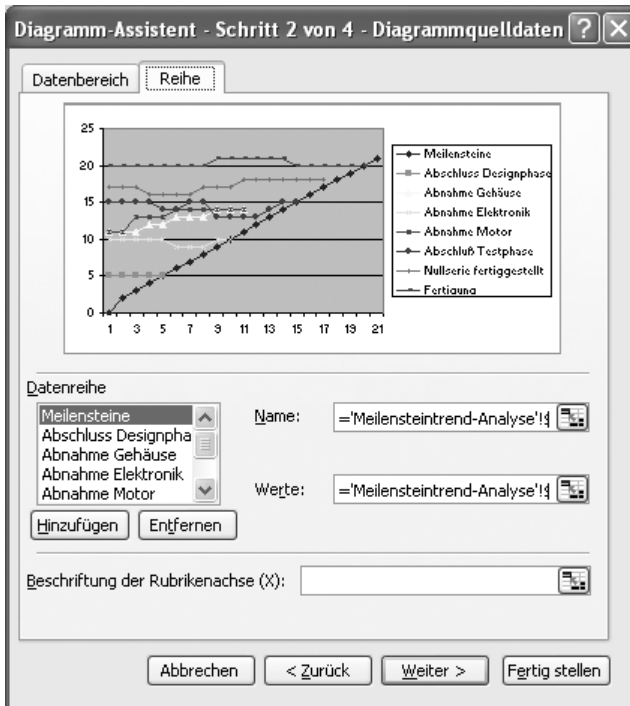 Diagramm-Assistent - Schritt 2 von 4 - Diagrammquelldaten ? X
Datenbereich Reihe
25
20
15
10
5
0
1 3 5 7 9 11 13 15 17 19 21
Meilensteine
Abschluss Designphase
Abnahme Gehäuse
Abnahme Elektronik
Abnahme Motor
Abschluß Testphase
Nullserie fertiggestellt
Fertigung
Datenreihe
Meilensteine
Abschluss Designpha
Abnahme Gehäuse
Abnahme Elektronik
Abnahme Motor
Name: ='Meilensteintrend-Analyse'!$
Werte: ='Meilensteintrend-Analyse'!$
Hinzufügen Entfernen
Beschriftung der Rubrikenachse (X):
Abbrechen < Zurück Weiter > Fertig stellen